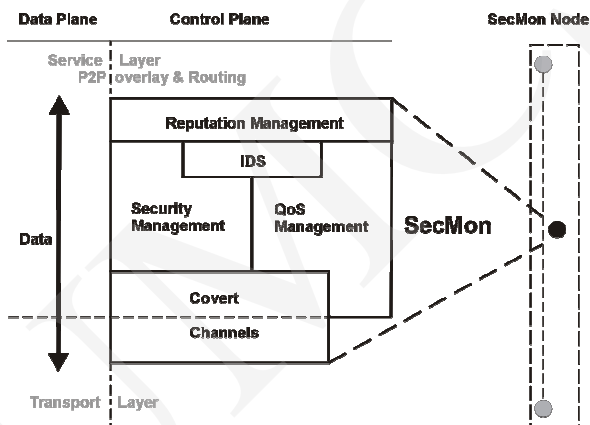 Data Plane Control Plane SecMon Node
Service Layer
P2P overlay & Routing
Reputation Management
IDS
Security
Management
QoS
Management
SecMon
Data
Covert
Channels
Transport Layer